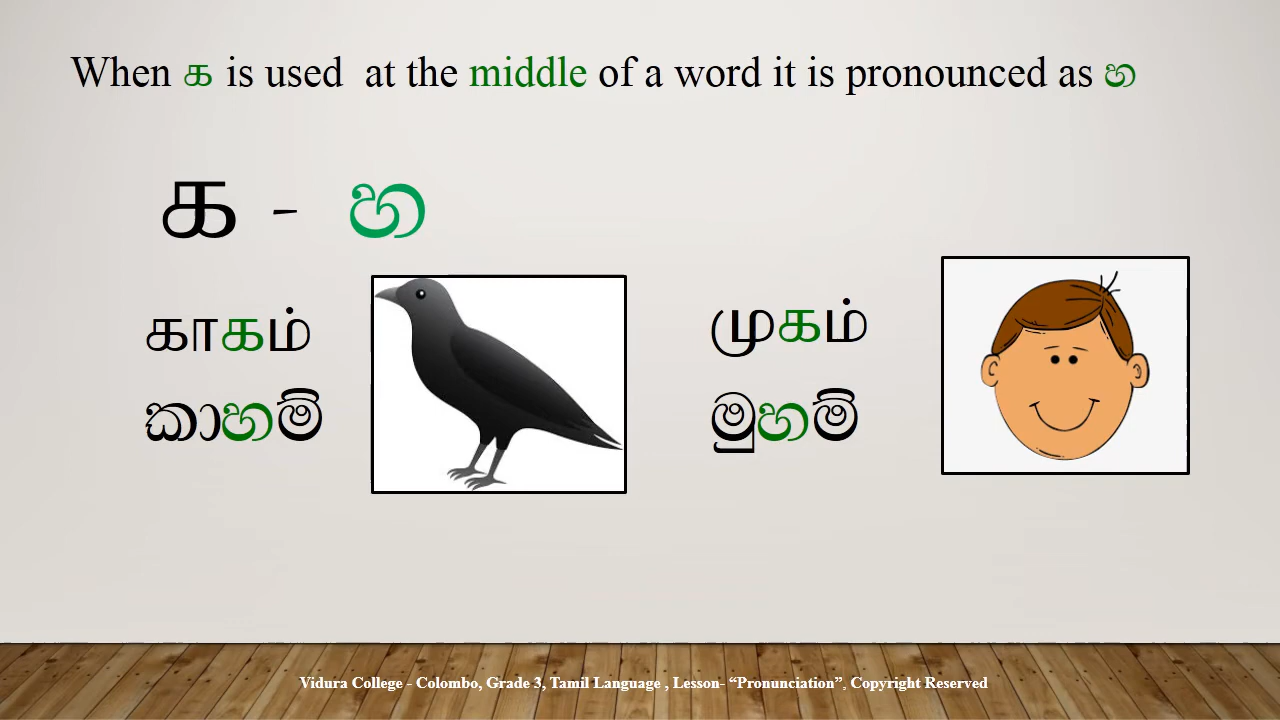 When க is used  at the middle of a word it is pronounced as හ
க - හ
காகம்
කාහම්
முகம்
මුහම්
Vidura College - Colombo, Grade 3, Tamil Language , Lesson- “Pronunciation”, Copyright Reserved